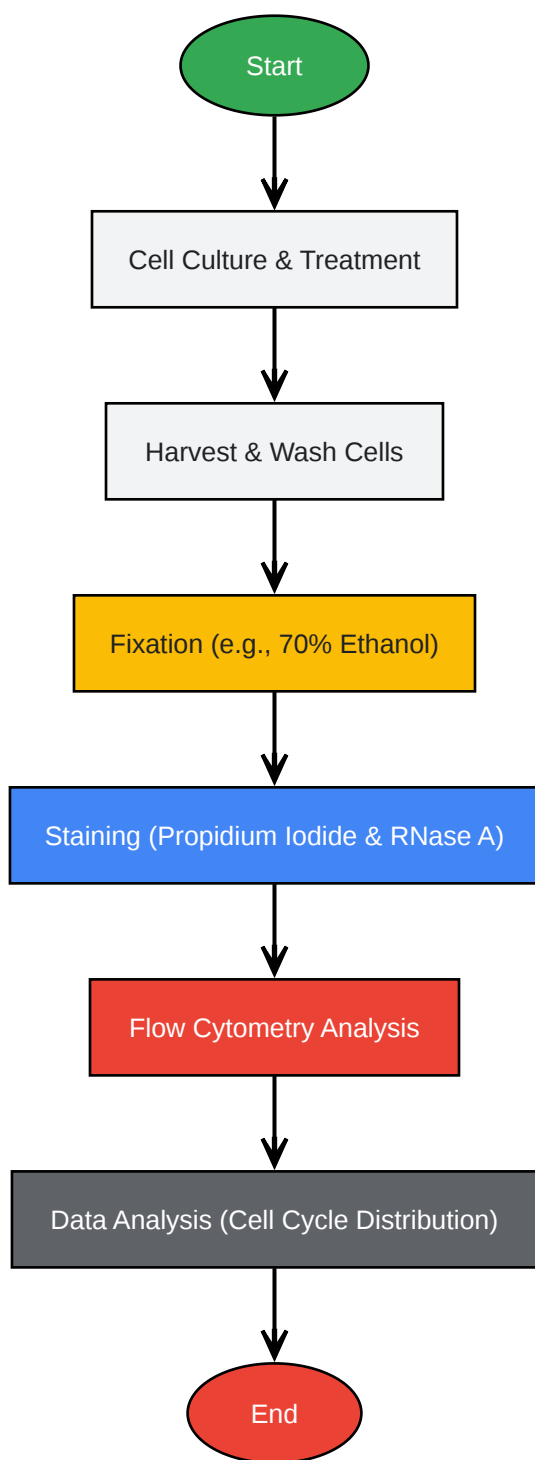 Start
Cell Culture & Treatment
Harvest & Wash Cells
Fixation (e.g., 70% Ethanol)
Staining (Propidium Iodide & RNase A)
Flow Cytometry Analysis
Data Analysis (Cell Cycle Distribution)
End